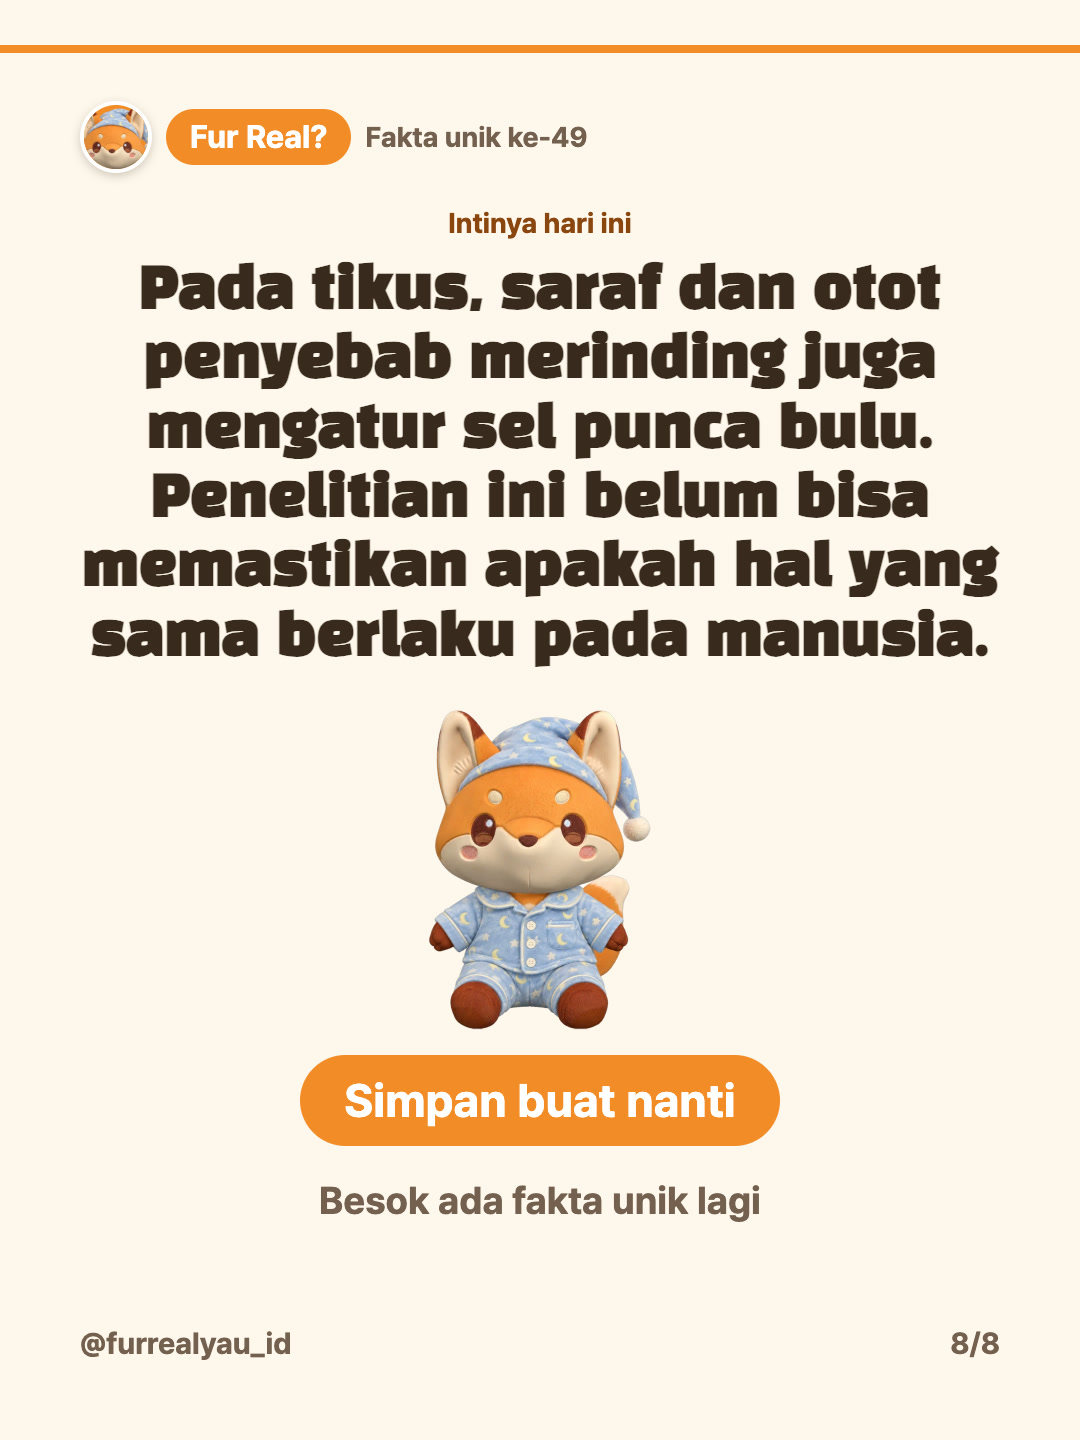 Fur Real? Fakta unik ke-49
Intinya hari ini
Pada tikus, saraf dan otot
penyebab merinding juga
mengatur sel punca bulu.
Penelitian ini belum bisa
memastikan apakah hal yang
sama berlaku pada manusia.
Simpan buat nanti
Besok ada fakta unik lagi
@furrealyau_id 8/8